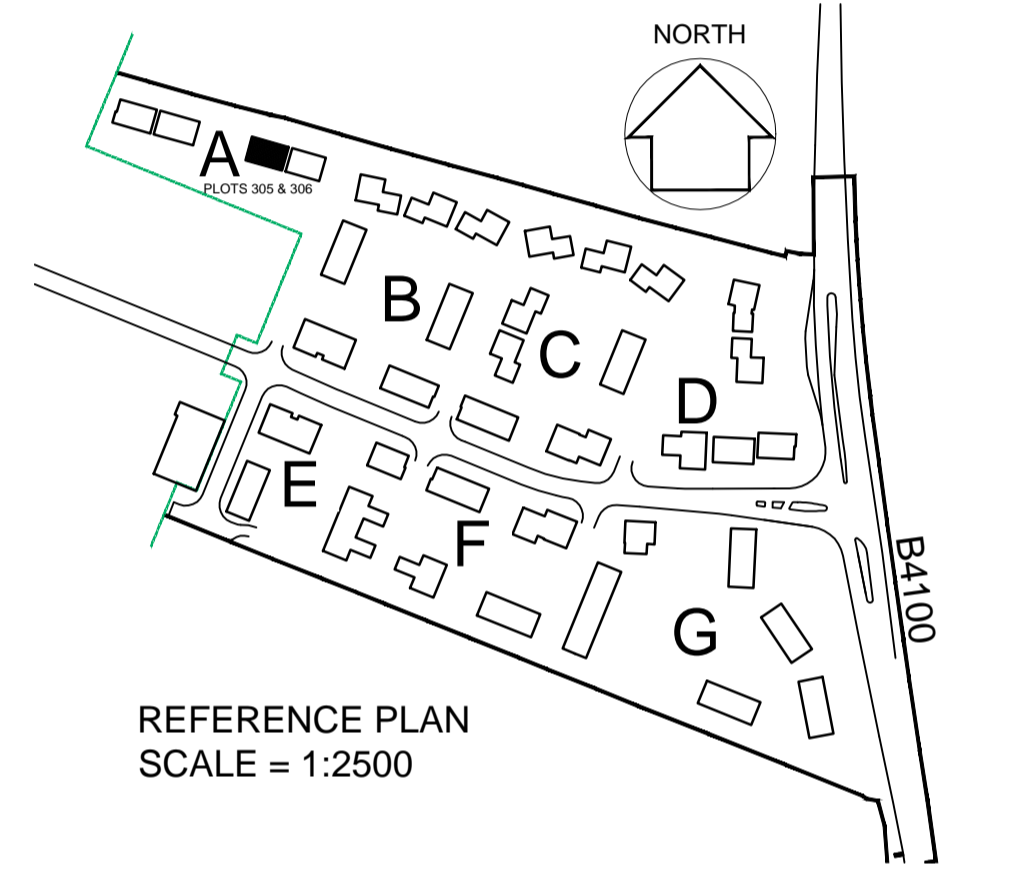 NORTH
A
PLOTS 305 & 306
B
C
D
E
F
B4100
G
REFERENCE PLAN
SCALE = 1:2500